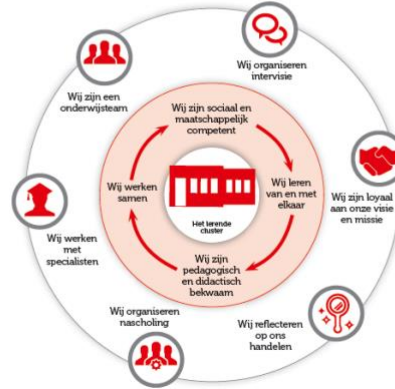 Wij organiseren
intervisie
Wij zijn een
onderwijsteam
Wij zijn sociaal en
maatschappelijk
competent
Wij werken
samen
Wij leren
van en met
elkaar
Wij zijn loyaal
aan onze visie
en missie
Het lerende
cluster
Wij werken
met
specialisten
Wij zijn
pedagogisch
en didactisch
bekwaam
Wij organiseren
nascholing
Wij reflecteren
op ons
handelen